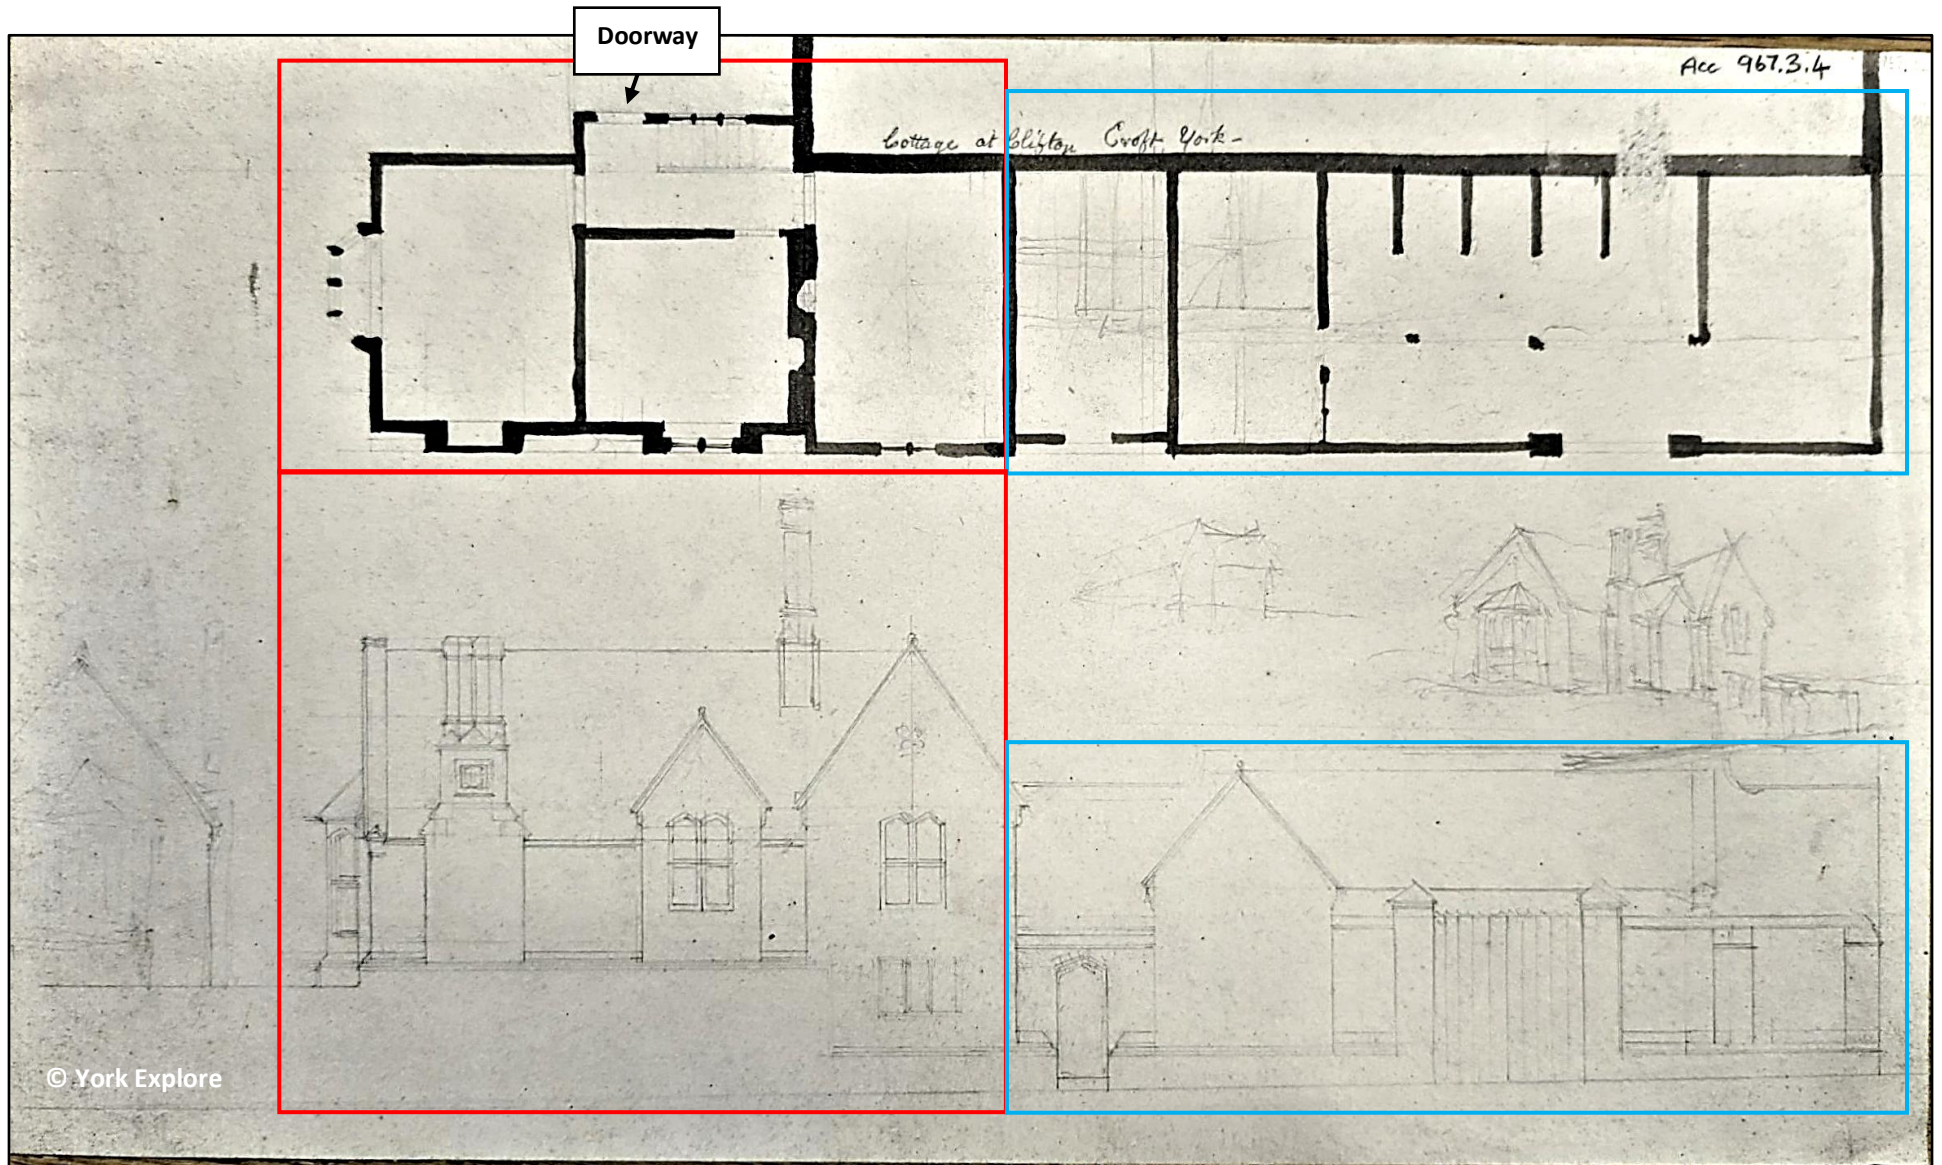 Doorway
Acc 967.3.4
Cottage at Clifton Croft, York -
© York Explore